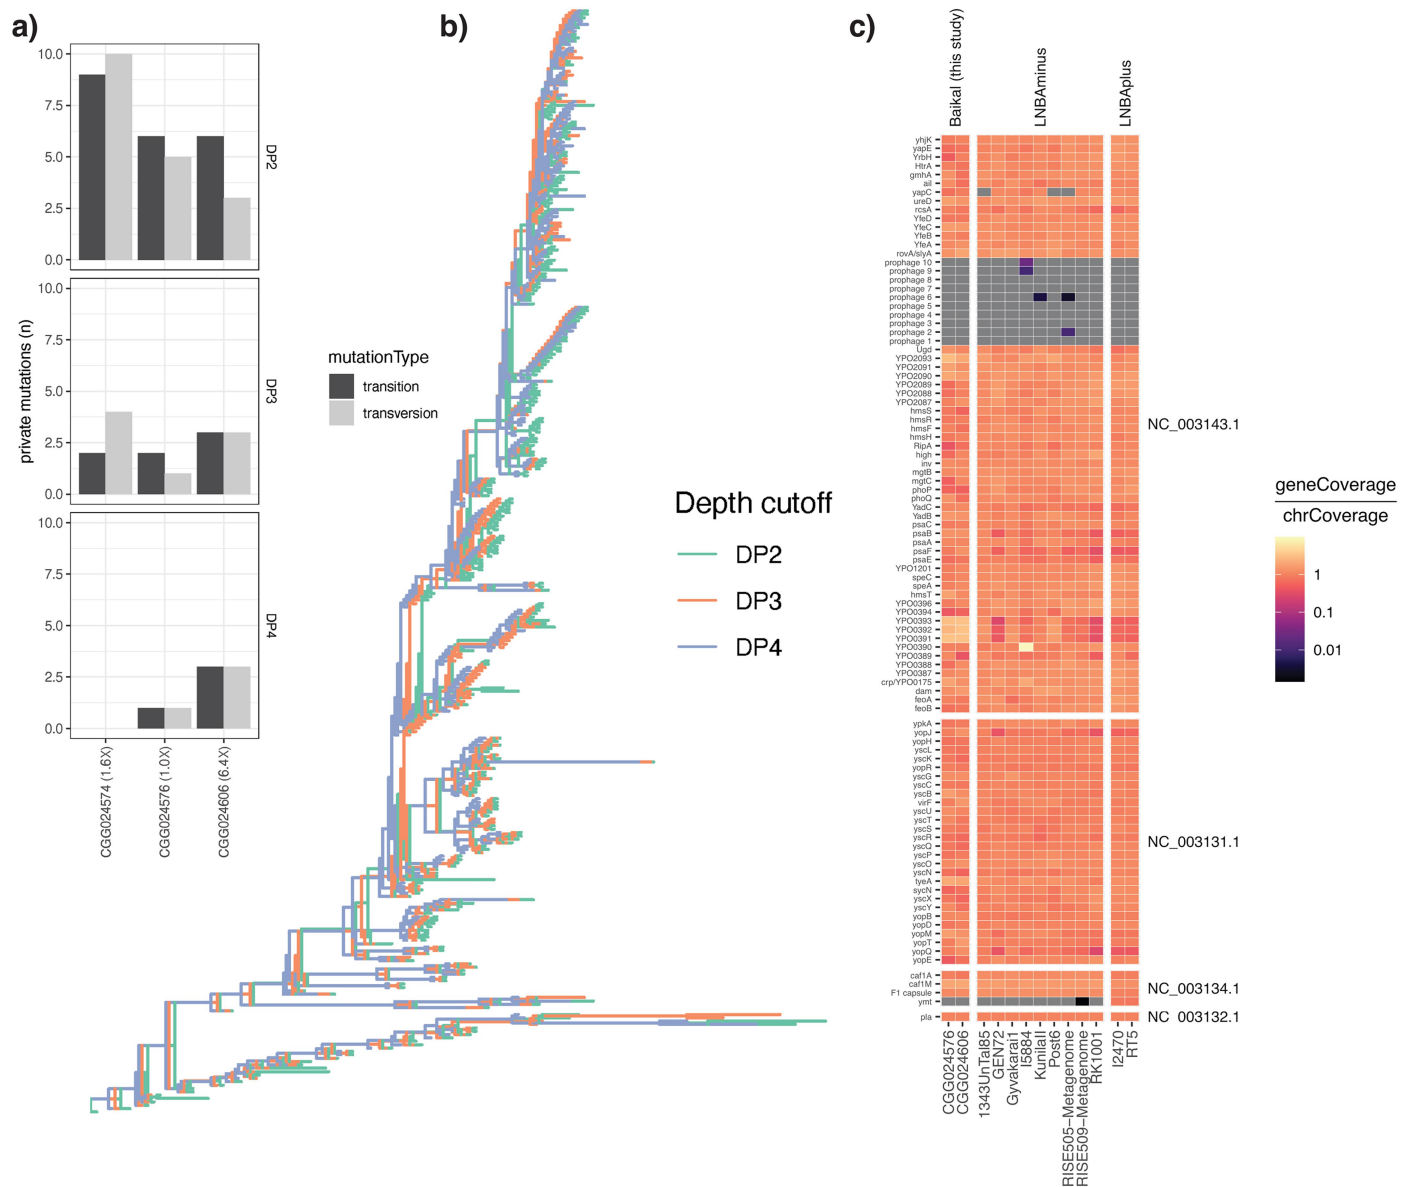 a)
10.0
7.5
5.0
2.5
0.0
DP2
10.0
7.5
5.0
2.5
0.0
DP3
10.0
7.5
5.0
2.5
0.0
DP4
private mutations (n)
CGG024574 (1.6X)
CGG024576 (1.0X)
CGG024606 (6.4X)
mutationType
transition
transversion
b)
Depth cutoff
DP2
DP3
DP4
c)
Baikal (this study)
LNBAminus
LNBAplus
yhjK
yapE
YrbH
HtrA
gmhA
ail
yapC
ureD
rcsA
YfeD
YfeC
YfeB
YfeA
rovA/slyA
prophage 10
prophage 9
prophage 8
prophage 7
prophage 6
prophage 5
prophage 4
prophage 3
prophage 2
prophage 1
Ugd
YPO2093
YPO2091
YPO2090
YPO2089
YPO2088
YPO2087
hmsS
hmsR
hmsF
hmsH
RipA
high
inv
mgtB
mgtC
phoP
phoQ
YadC
YadB
psaC
psaB
psaA
psaF
psaE
YPO1201
speC
speA
hmsT
YPO0396
YPO0394
YPO0393
YPO0392
YPO0391
YPO0390
YPO0389
YPO0388
YPO0387
crp/YPO0175
dam
feoA
feoB
NC_003143.1
ypkA
yopJ
yopH
yscL
yscK
yopR
yscG
yscC
yscB
virF
yscU
yscT
yscS
yscR
yscQ
yscP
yscO
yscN
tyeA
sycN
yscX
yscY
yopB
yopD
yopM
yopT
yopQ
yopE
NC_003131.1
caf1A
caf1M
F1 capsule
ymt
NC_003134.1
pla
NC_003132.1
CGG024576
CGG024606
1343UnTal85
GEN72
Gyvakarai1
I5884
KunilaII
Post6
RISE505−Metagenome
RISE509−Metagenome
RK1001
I2470
RT5
geneCoverage
chrCoverage
1
0.1
0.01